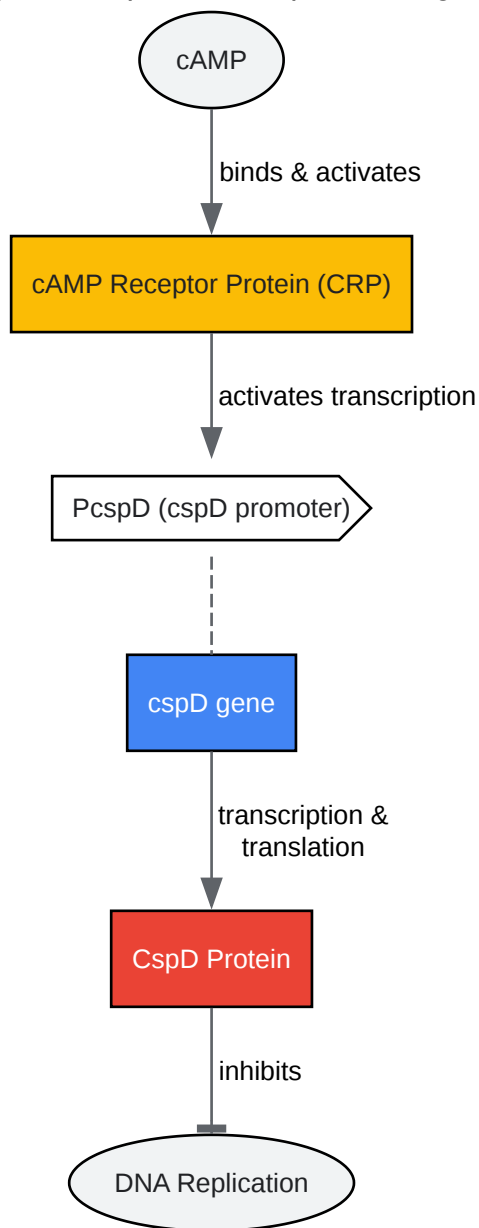 cAMP
binds & activates
cAMP Receptor Protein (CRP)
activates transcription
PcspD (cspD promoter)
cspD gene
transcription &
translation
CspD Protein
inhibits
DNA Replication